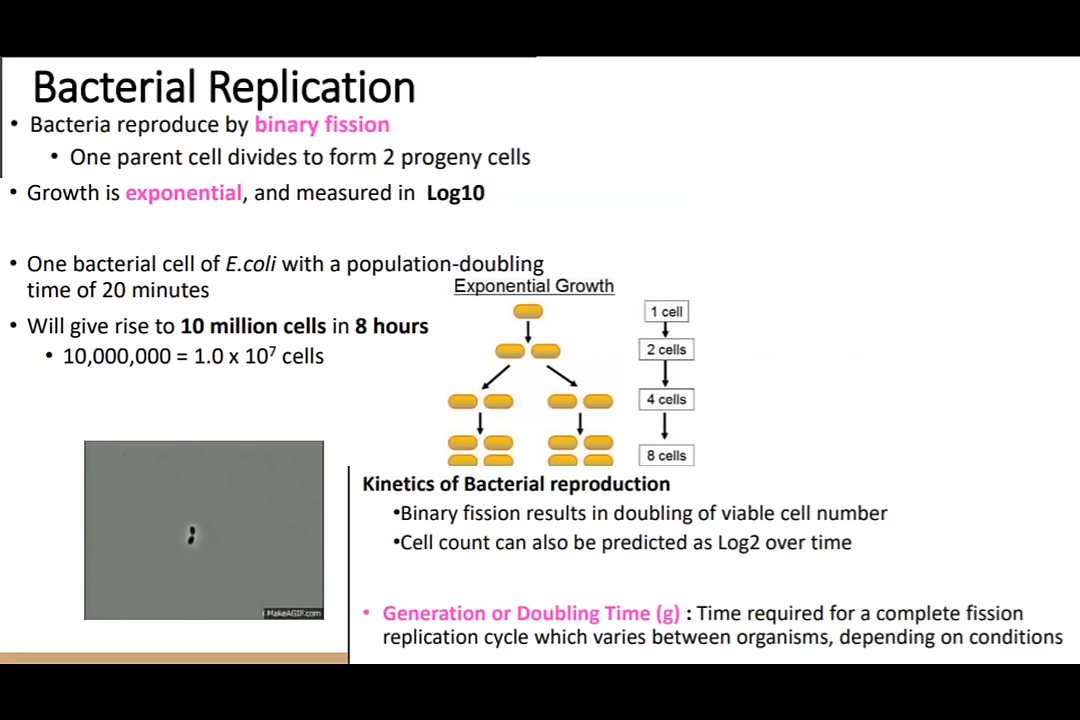 Bacterial Replication
• Bacteria reproduce by binary fission
• One parent cell divides to form 2 progeny cells
• Growth is exponential, and measured in Log10
• One bacterial cell of E.coli with a population-doubling
time of 20 minutes
• Will give rise to 10 million cells in 8 hours
• 10,000,000 = 1.0 x 10⁷ cells
Exponential Growth
1 cell
2 cells
4 cells
8 cells
MakeAGIF.com
Kinetics of Bacterial reproduction
•Binary fission results in doubling of viable cell number
•Cell count can also be predicted as Log2 over time
• Generation or Doubling Time (g) : Time required for a complete fission
replication cycle which varies between organisms, depending on conditions